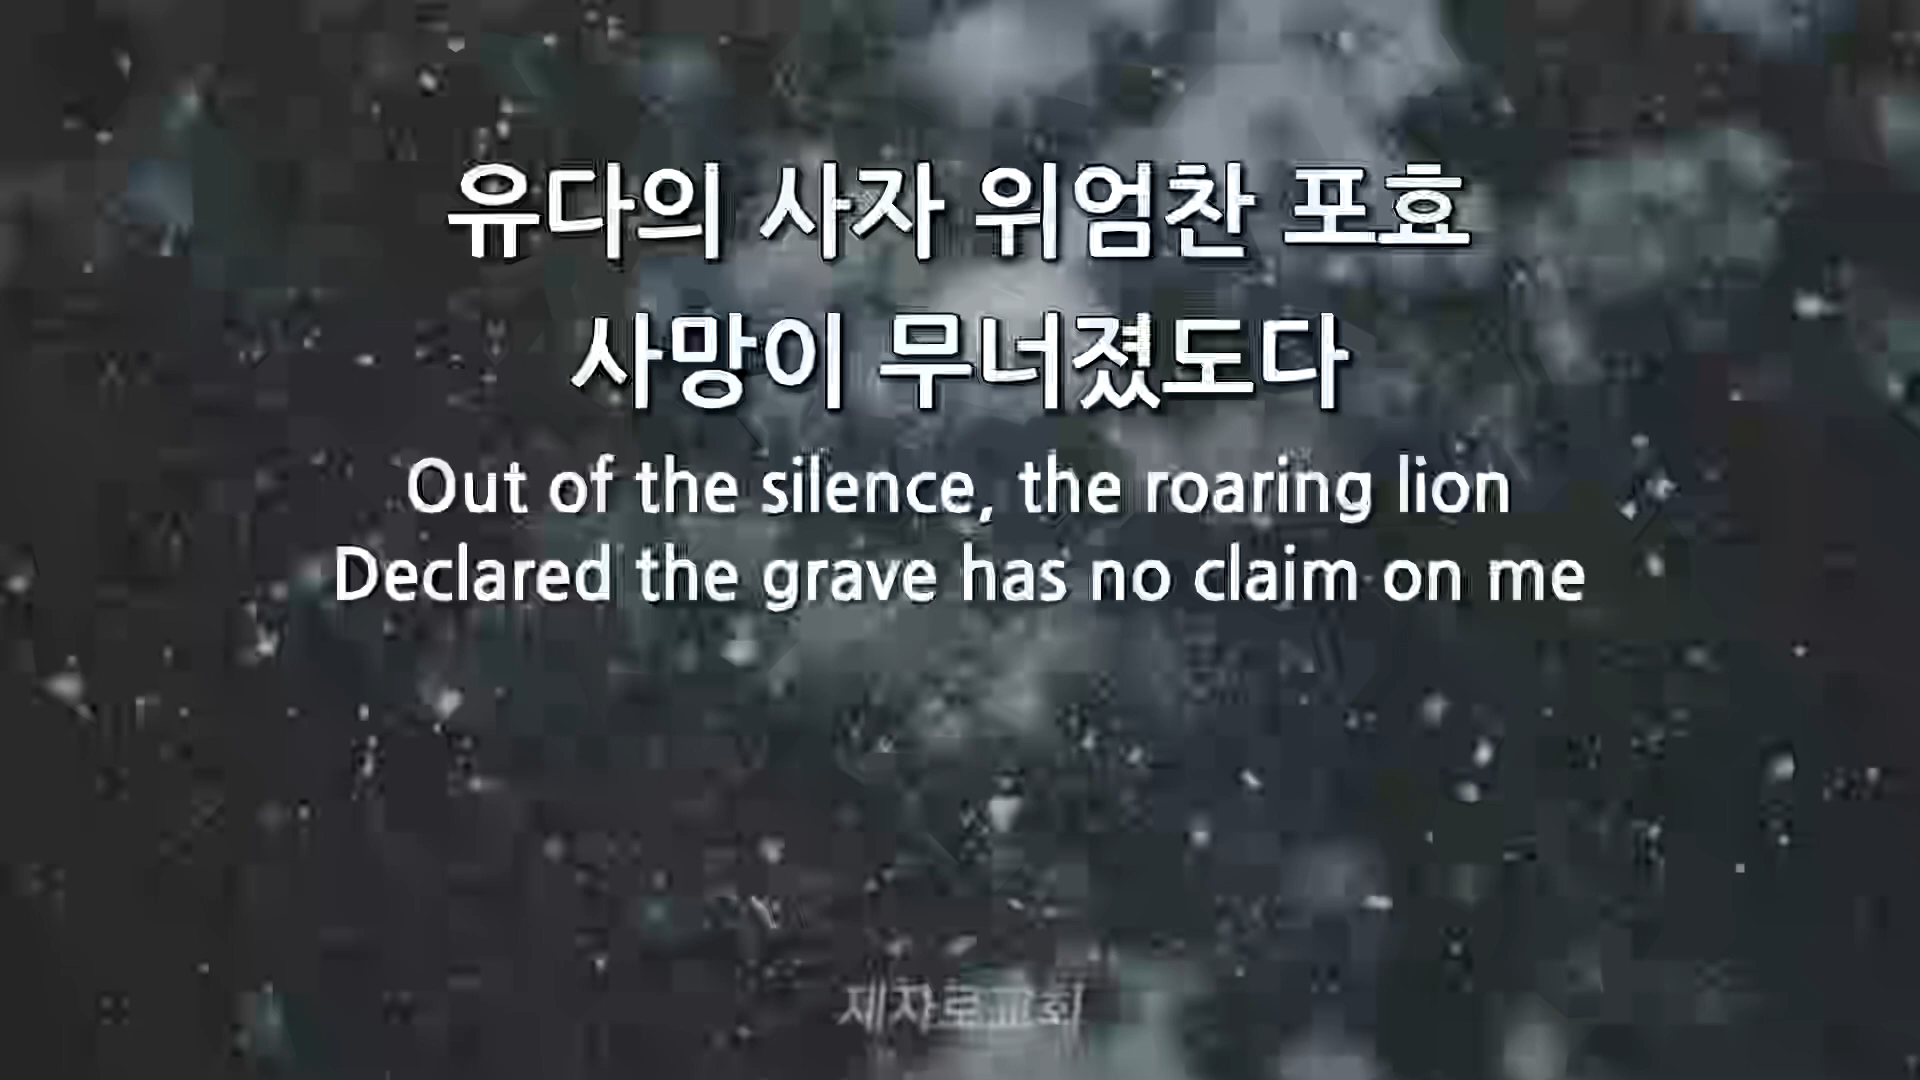 유다의 사자 위엄찬 포효
사망이 무너졌도다
Out of the silence, the roaring lion
Declared the grave has no claim on me
제자로교회